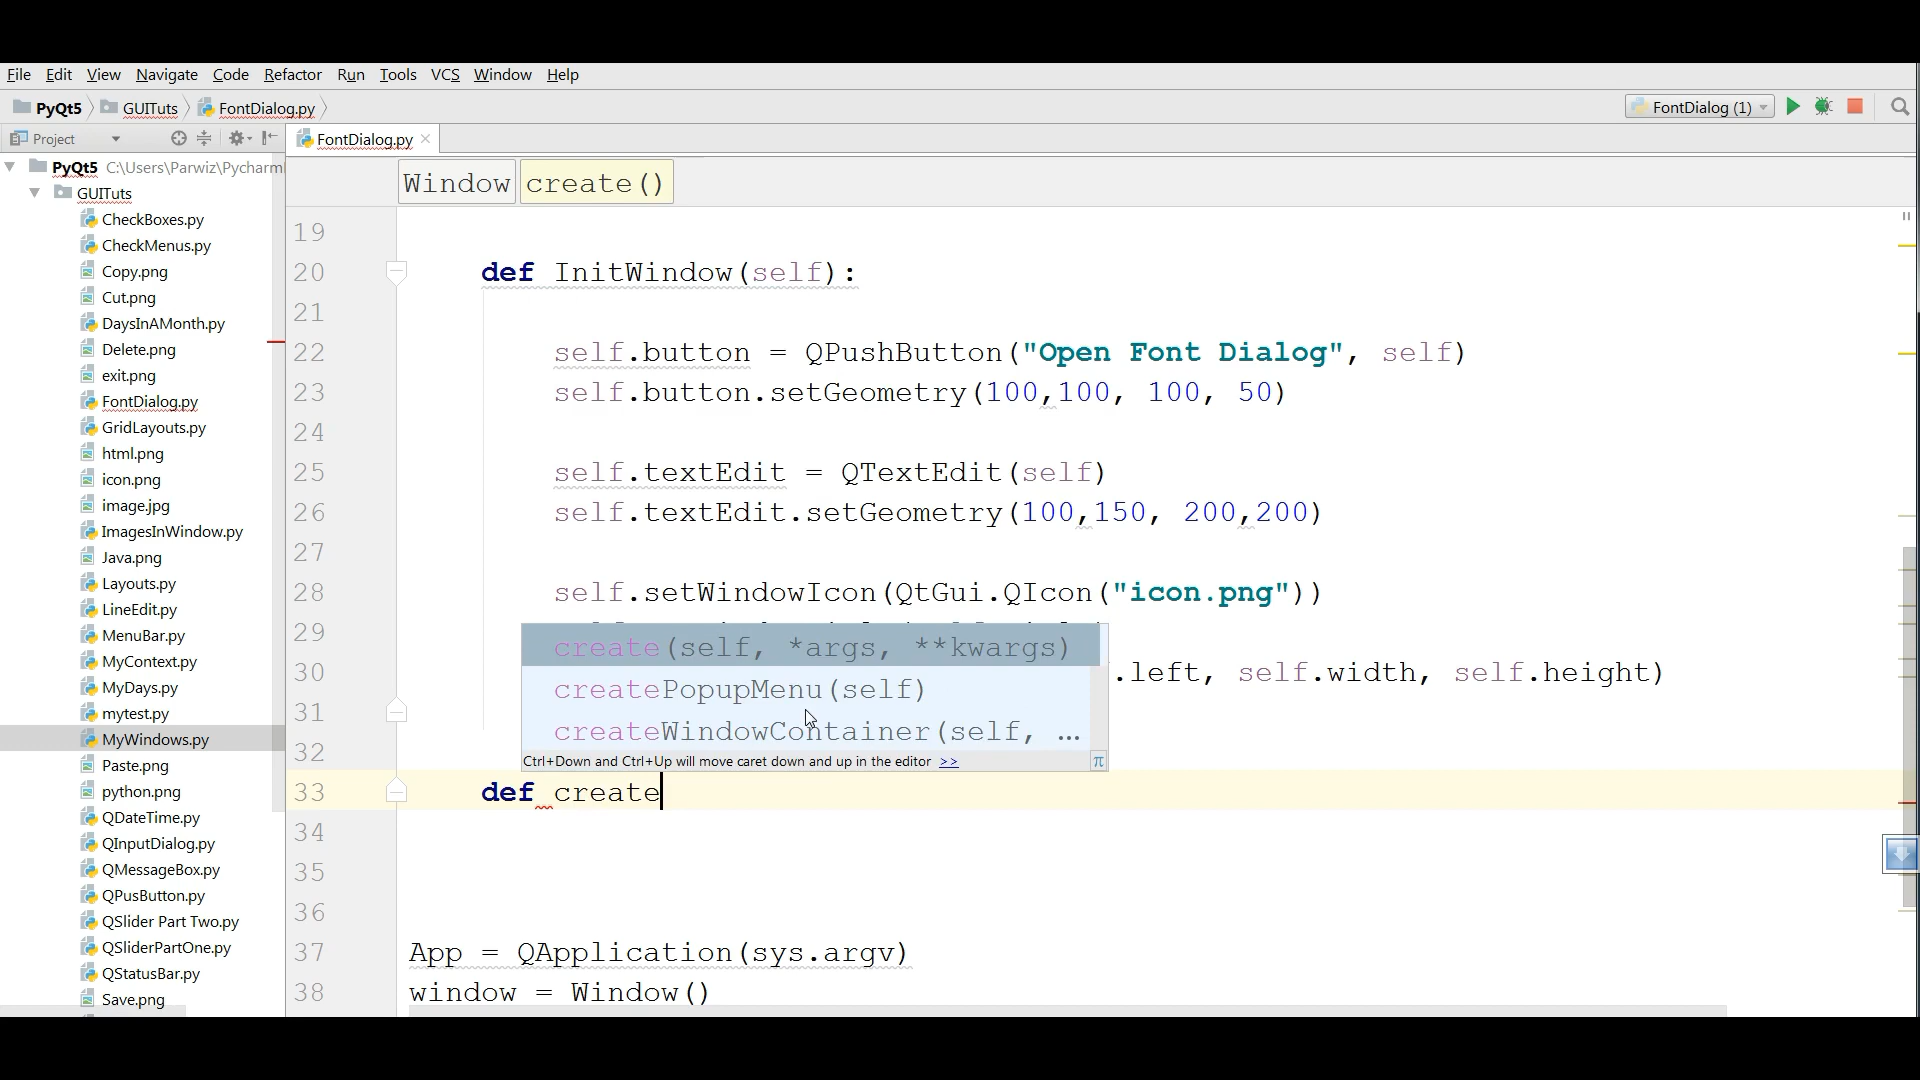 File Edit View Navigate Code Refactor Run Tools VCS Window Help
PyQt5 GUITuts FontDialog.py FontDialog (1)
Project FontDialog.py
PyQt5 C:\Users\Parwiz\Pycharm
GUITuts
CheckBoxes.py
CheckMenus.py
Copy.png
Cut.png
DaysInAMonth.py
Delete.png
exit.png
FontDialog.py
GridLayouts.py
html.png
icon.png
image.jpg
ImagesInWindow.py
Java.png
Layouts.py
LineEdit.py
MenuBar.py
MyContext.py
MyDays.py
mytest.py
MyWindows.py
Paste.png
python.png
QDateTime.py
QInputDialog.py
QMessageBox.py
QPusButton.py
QSlider Part Two.py
QSliderPartOne.py
QStatusBar.py
Save.png
Window create()
19
20 def InitWindow(self):
21
22 self.button = QPushButton("Open Font Dialog", self)
23 self.button.setGeometry(100,100, 100, 50)
24
25 self.textEdit = QTextEdit(self)
26 self.textEdit.setGeometry(100,150, 200,200)
27
28 self.setWindowIcon(QtGui.QIcon("icon.png"))
29
30 .left, self.width, self.height)
31
32
33 def create
34
35
36
37 App = QApplication(sys.argv)
38 window = Window()
create(self, *args, **kwargs)
createPopupMenu(self)
createWindowContainer(self, ...
Ctrl+Down and Ctrl+Up will move caret down and up in the editor >> π